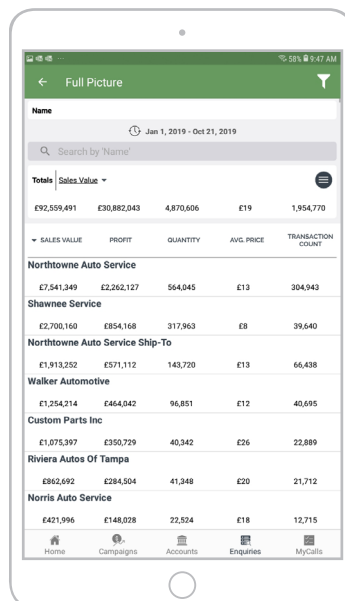 58% 9:47 AM
Full Picture
Name
Jan 1, 2019 - Oct 21, 2019
Search by 'Name'
Totals Sales Value
£92,559,491 £30,882,043 4,870,606 £19 1,954,770
SALES VALUE PROFIT QUANTITY AVG. PRICE TRANSACTION COUNT
Northtowne Auto Service
£7,541,349 £2,262,127 564,045 £13 304,943
Shawnee Service
£2,700,160 £854,168 317,963 £8 39,640
Northtowne Auto Service Ship-To
£1,913,252 £571,112 143,720 £13 66,438
Walker Automotive
£1,254,214 £464,042 96,851 £12 40,695
Custom Parts Inc
£1,075,397 £350,729 40,342 £26 22,889
Riviera Autos Of Tampa
£862,692 £284,504 41,348 £20 21,712
Norris Auto Service
£421,996 £148,028 22,524 £18 12,715
Home Campaigns Accounts Enquiries MyCalls